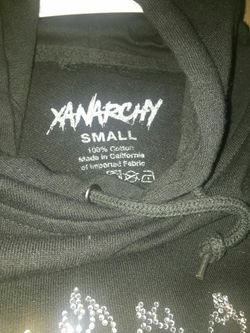 XANARCHY
SMALL
100% Cotton
Made in California
of Imported Fabric